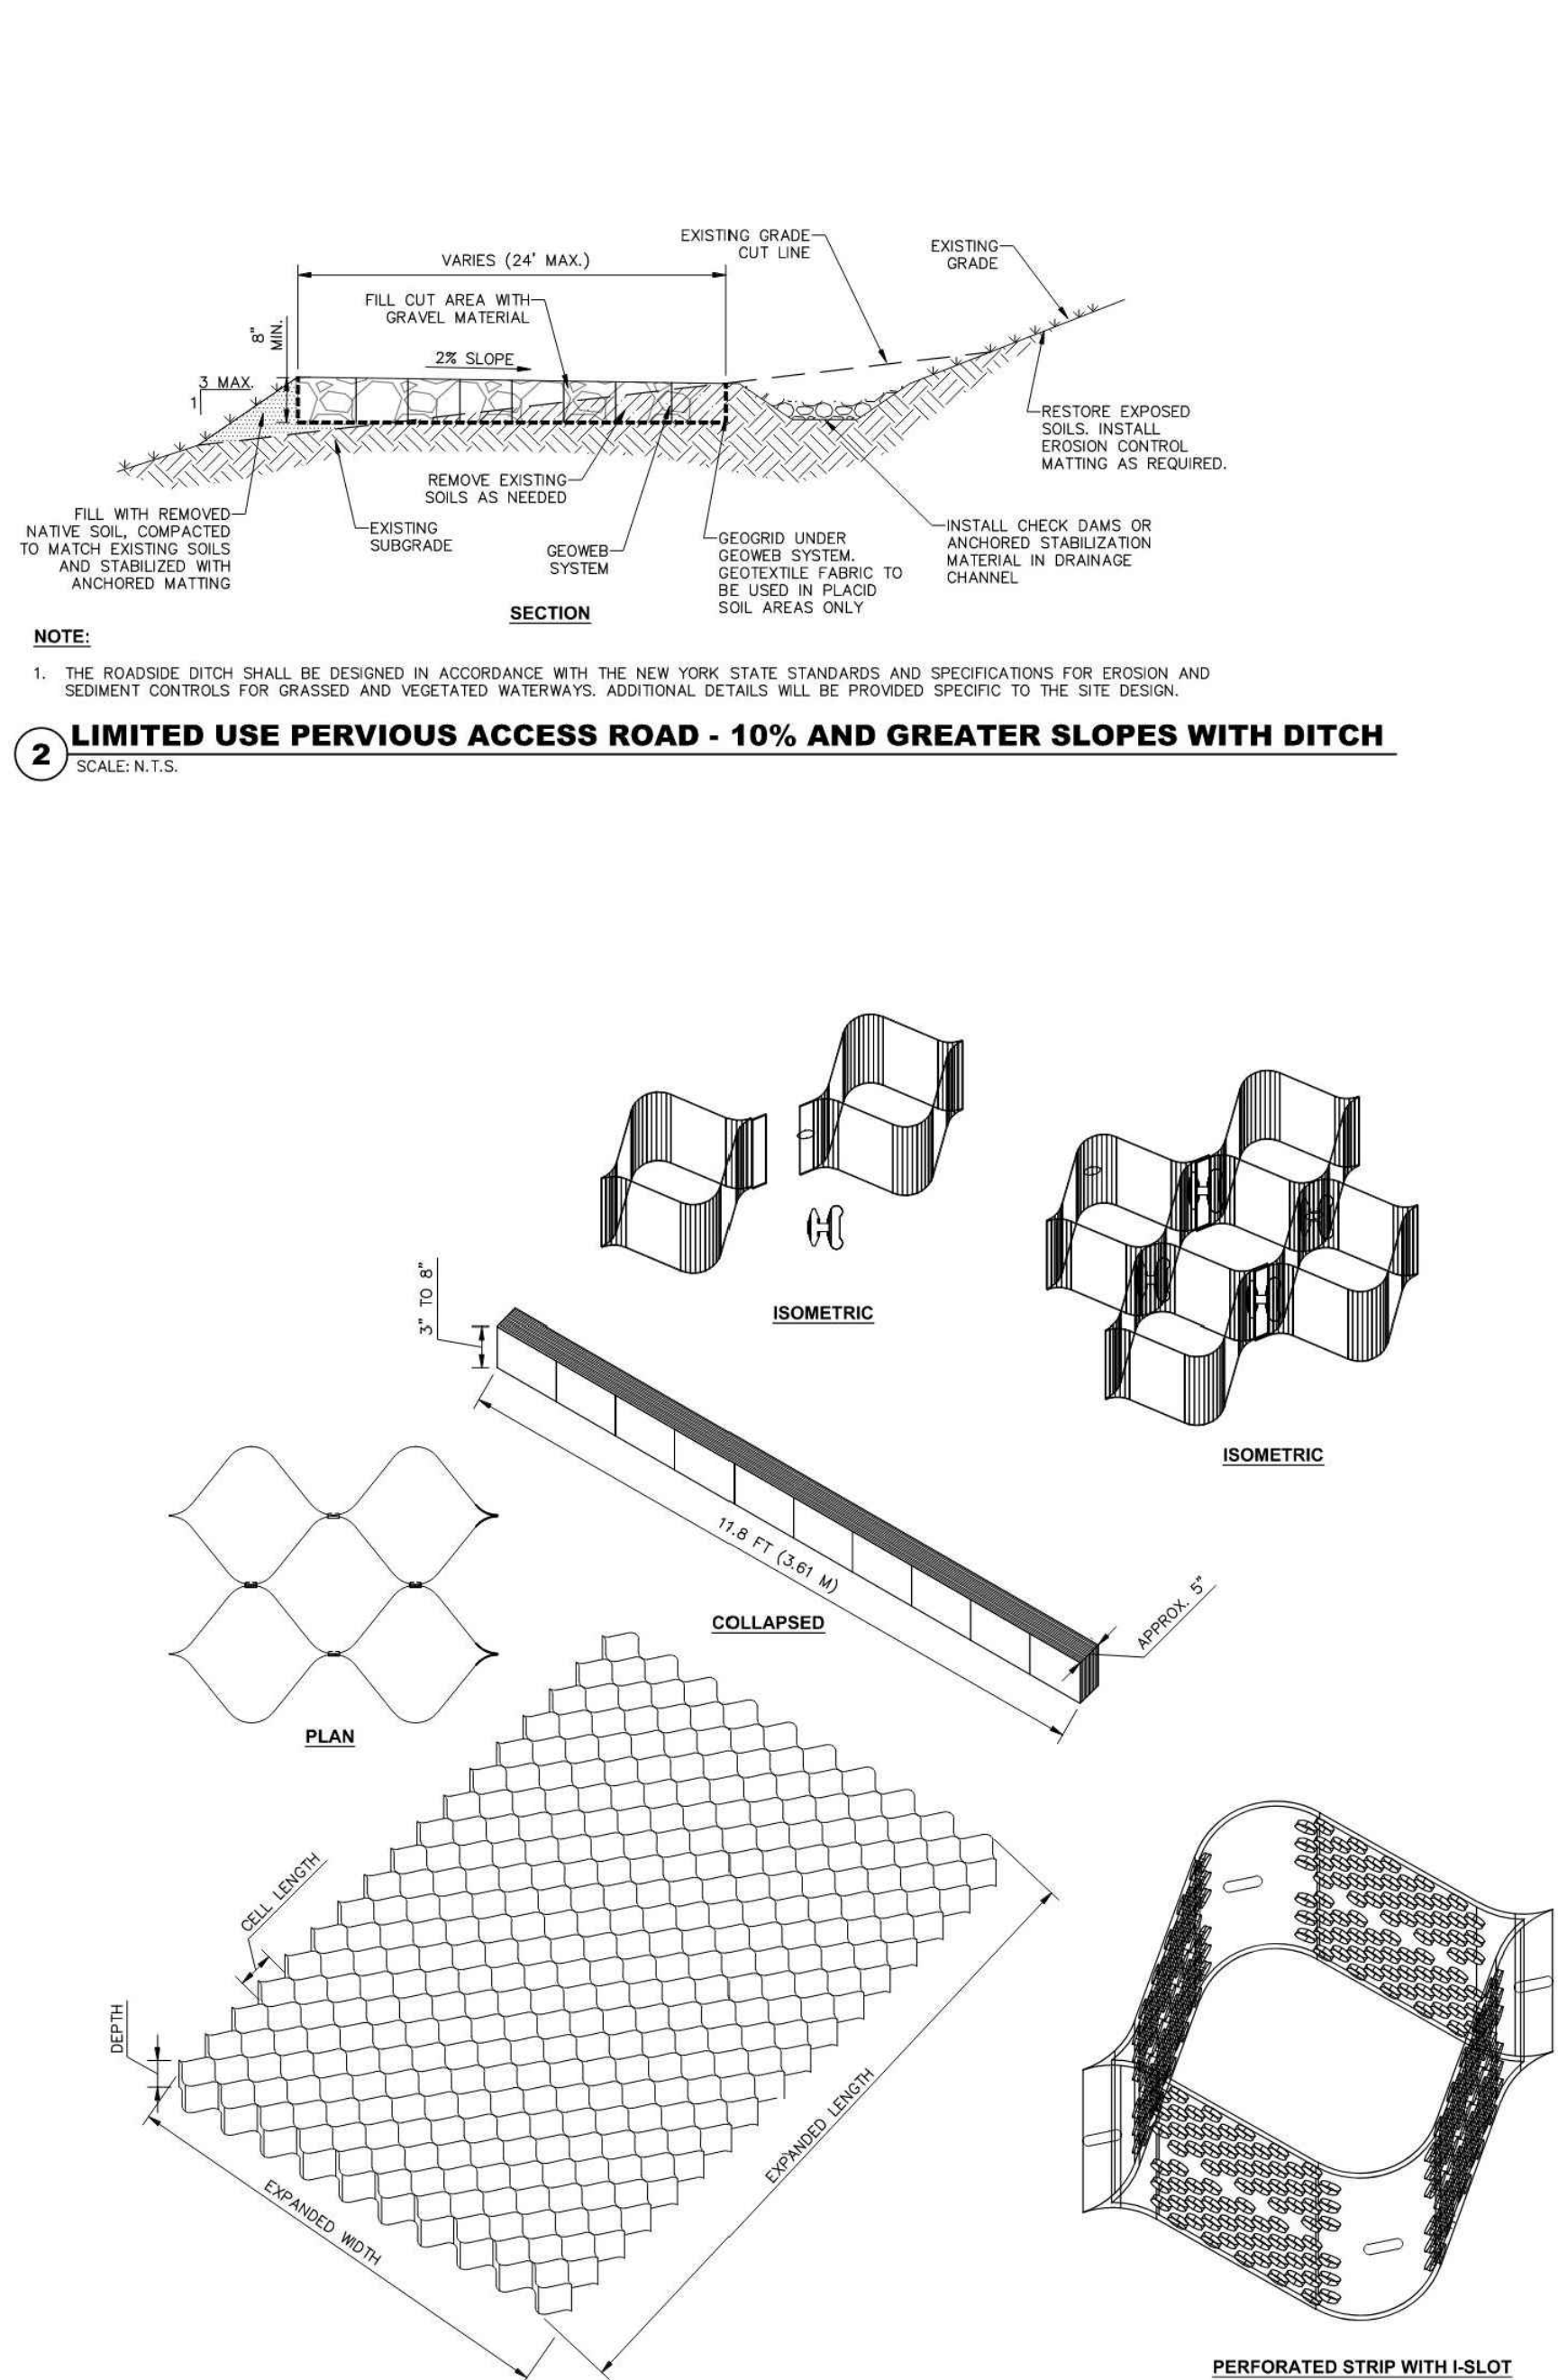 EXISTING GRADE
CUT LINE
EXISTING
GRADE
VARIES (24' MAX.)
FILL CUT AREA WITH
GRAVEL MATERIAL
8"
MIN.
2% SLOPE
3 MAX.
1
RESTORE EXPOSED
SOILS. INSTALL
EROSION CONTROL
MATTING AS REQUIRED.
REMOVE EXISTING
SOILS AS NEEDED
FILL WITH REMOVED
NATIVE SOIL, COMPACTED
TO MATCH EXISTING SOILS
AND STABILIZED WITH
ANCHORED MATTING
EXISTING
SUBGRADE
GEOWEB
SYSTEM
GEOGRID UNDER
GEOWEB SYSTEM.
GEOTEXTILE FABRIC TO
BE USED IN PLACID
SOIL AREAS ONLY
INSTALL CHECK DAMS OR
ANCHORED STABILIZATION
MATERIAL IN DRAINAGE
CHANNEL
SECTION
NOTE:
1. THE ROADSIDE DITCH SHALL BE DESIGNED IN ACCORDANCE WITH THE NEW YORK STATE STANDARDS AND SPECIFICATIONS FOR EROSION AND
SEDIMENT CONTROLS FOR GRASSED AND VEGETATED WATERWAYS. ADDITIONAL DETAILS WILL BE PROVIDED SPECIFIC TO THE SITE DESIGN.
2 LIMITED USE PERVIOUS ACCESS ROAD - 10% AND GREATER SLOPES WITH DITCH
SCALE: N.T.S.
3" TO 8"
ISOMETRIC
ISOMETRIC
11.8 FT (3.61 M)
APPROX. 5"
COLLAPSED
PLAN
CELL LENGTH
DEPTH
EXPANDED LENGTH
EXPANDED WIDTH
PERFORATED STRIP WITH I-SLOT